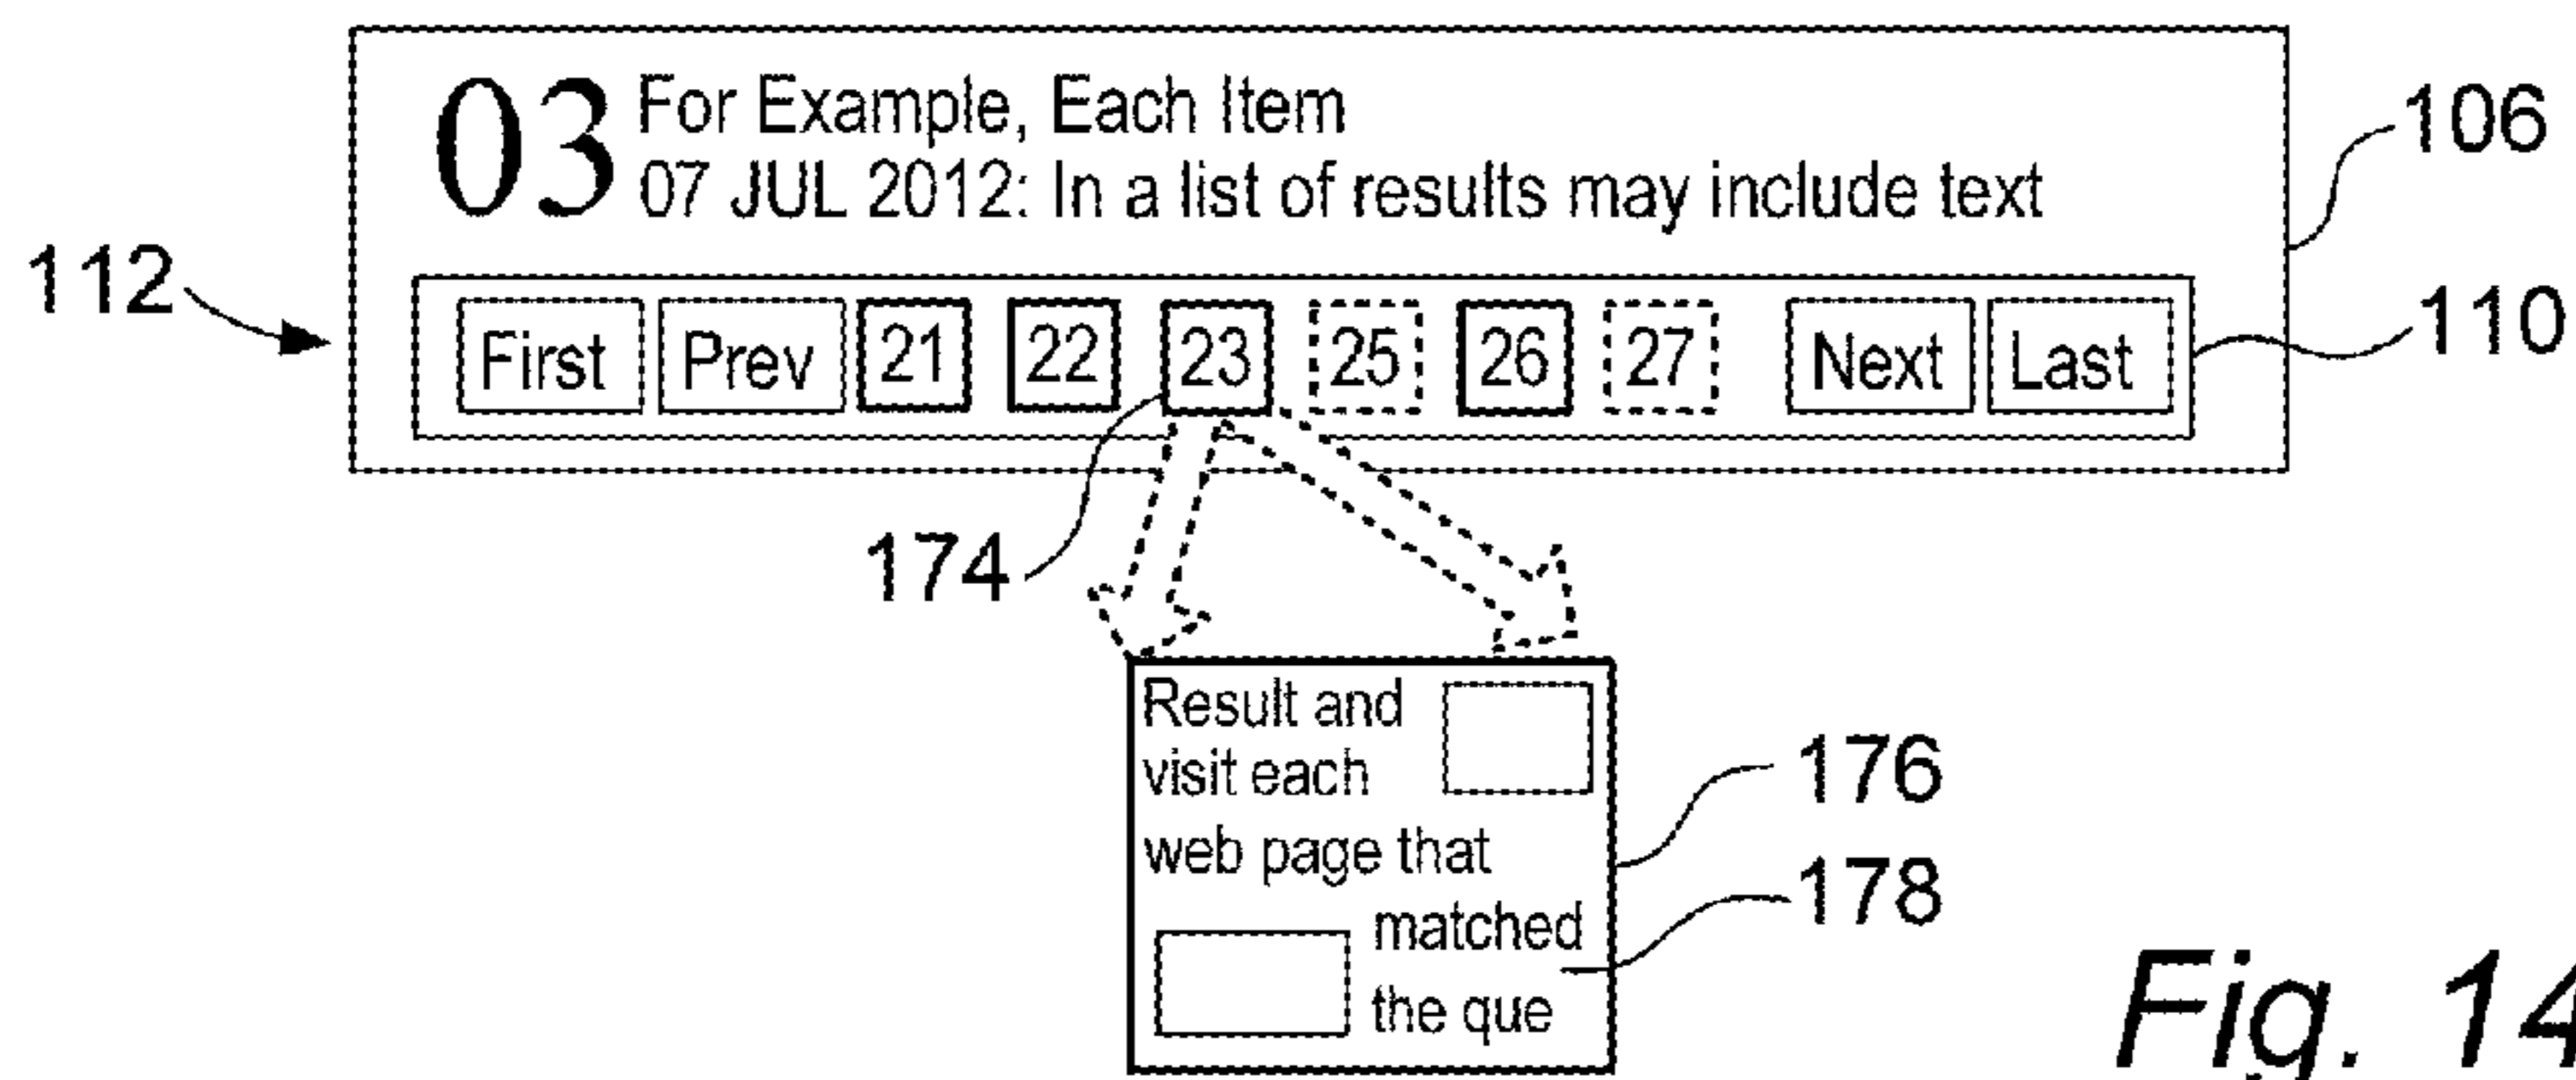 03 For Example, Each Item
07 JUL 2012: In a list of results may include text
106
112
First Prev 21 22 23 25 26 27 Next Last
110
174
Result and
visit each
176
web page that
178
matched
the que
Fig. 14